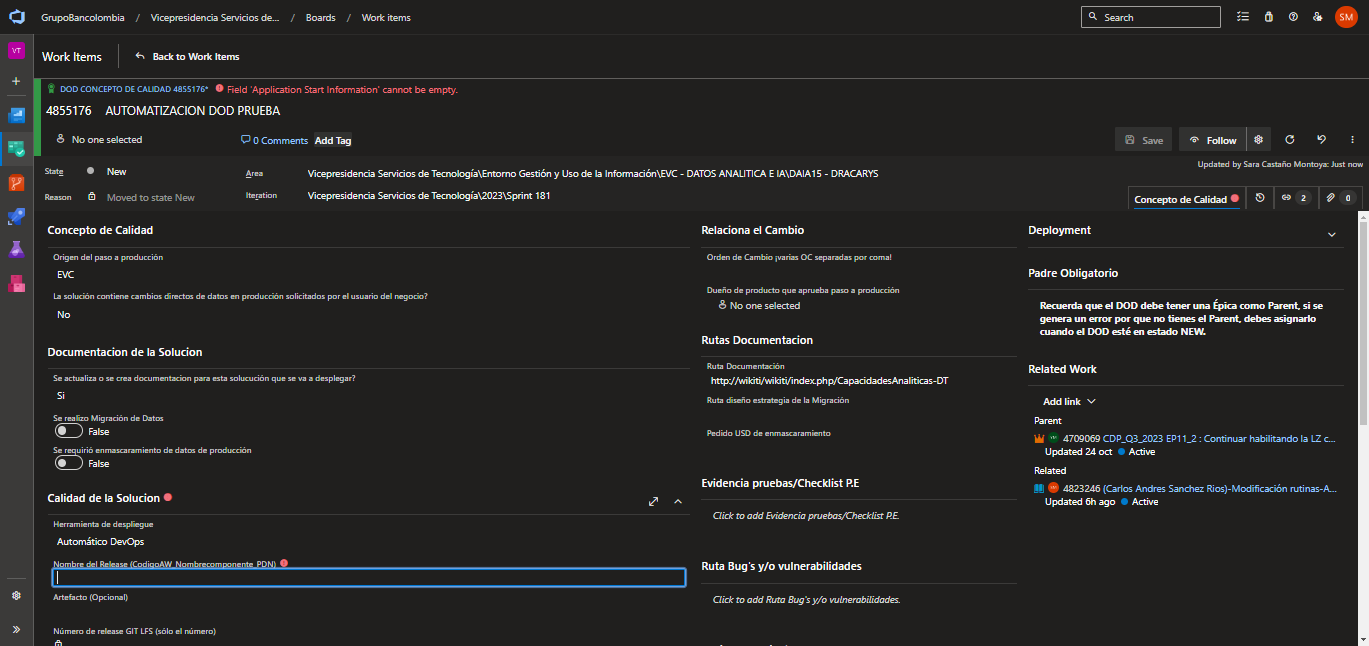 GrupoBancolombia / Vicepresidencia Servicios de... / Boards / Work items
Search
SM
VT
Work Items
Back to Work Items
DOD CONCEPTO DE CALIDAD 4855176* Field 'Application Start Information' cannot be empty.
4855176 AUTOMATIZACION DOD PRUEBA
No one selected
0 Comments Add Tag
Save
Follow
Updated by Sara Castaño Montoya: Just now
State New
Area Vicepresidencia Servicios de Tecnología\Entorno Gestión y Uso de la Información\EVC - DATOS ANALITICA E IA\DAIA15 - DRACARYS
Reason Moved to state New
Iteration Vicepresidencia Servicios de Tecnología\2023\Sprint 181
Concepto de Calidad
2
0
Concepto de Calidad
Origen del paso a producción
EVC
La solución contiene cambios directos de datos en producción solicitados por el usuario del negocio?
No
Documentacion de la Solucion
Se actualiza o se crea documentacion para esta solucución que se va a desplegar?
Si
Se realizo Migración de Datos
False
Se requirió enmascaramiento de datos de producción
False
Calidad de la Solucion
Herramienta de despliegue
Automático DevOps
Nombre del Release (CodigoAW_Nombrecomponente_PDN)
Artefacto (Opcional)
Número de release GIT LFS (sólo el número)
Relaciona el Cambio
Orden de Cambio ¡varias OC separadas por coma!
Dueño de producto que aprueba paso a producción
No one selected
Rutas Documentacion
Ruta Documentación
http://wikiti/wikiti/index.php/CapacidadesAnaliticas-DT
Ruta diseño estrategia de la Migración
Pedido USD de enmascaramiento
Evidencia pruebas/Checklist P.E
Click to add Evidencia pruebas/Checklist P.E.
Ruta Bug's y/o vulnerabilidades
Click to add Ruta Bug's y/o vulnerabilidades.
Deployment
Padre Obligatorio
Recuerda que el DOD debe tener una Épica como Parent, si se
genera un error por que no tienes el Parent, debes asignarlo
cuando el DOD esté en estado NEW.
Related Work
Add link
Parent
4709069 CDP_Q3_2023 EP11_2 : Continuar habilitando la LZ c...
Updated 24 oct Active
Related
4823246 (Carlos Andres Sanchez Rios)-Modificación rutinas-A...
Updated 6h ago Active